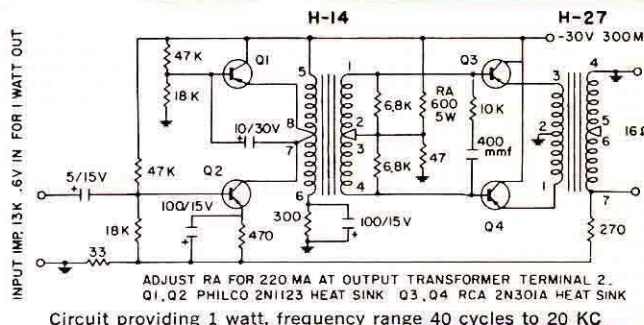 H-14
H-27
-30V 300M
47K
Q1
18K
10/30V
5
8
7
6
1
2
3
4
6,8K
6,8K
RA
600
5W
47
Q3
10K
400
mmf
Q4
3
2
1
4
5
6
7
16Ω
INPUT IMP. 13K .6V IN FOR 1 WATT OUT
5/15V
47K
Q2
100/15V
18K
470
300
100/15V
33
270
ADJUST RA FOR 220 MA AT OUTPUT TRANSFORMER TERMINAL 2.
Q1,Q2 PHILCO 2N1123 HEAT SINK Q3,Q4 RCA 2N301A HEAT SINK
Circuit providing 1 watt, frequency range 40 cycles to 20 KC